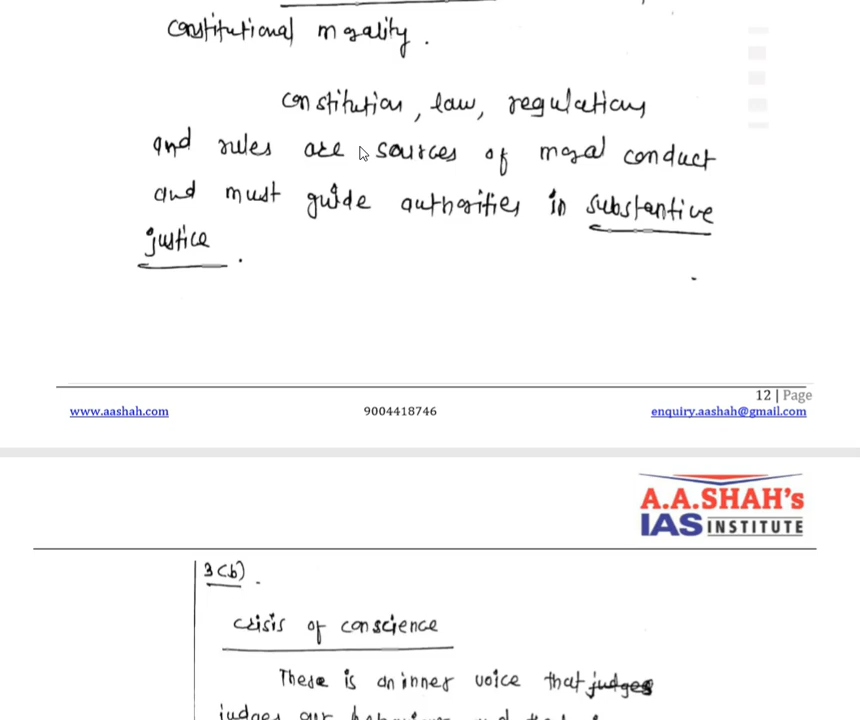 constitutional morality.
constitution, law, regulations
and rules are sources of moral conduct
and must guide authorities in substantive
justice.
12 | Page
www.aashah.com 9004418746 enquiry.aashah@gmail.com
A.A.SHAH's
IAS INSTITUTE
3(b).
crisis of conscience
There is an inner voice that judges
judges our